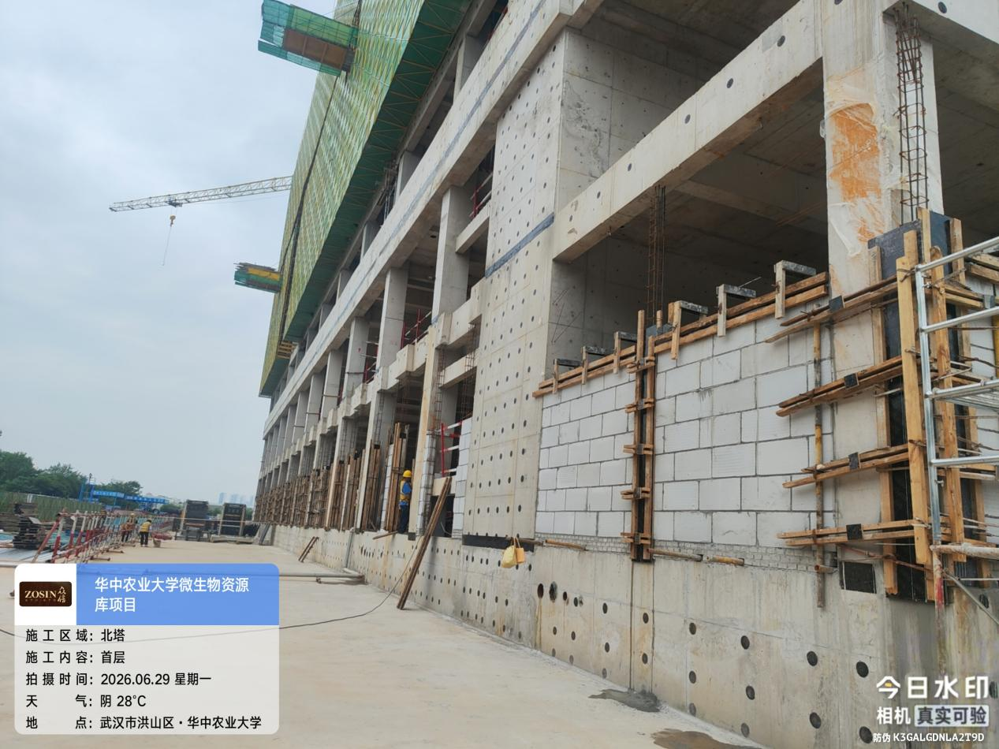 ZOSIN 众信
华中农业大学微生物资源
库项目
施工区域：北塔
施工内容：首层
拍摄时间：2026.06.29 星期一
天气：阴 28℃
地点：武汉市洪山区·华中农业大学
今日水印
相机 真实可验
防伪 K3GALGDNLA2T9D